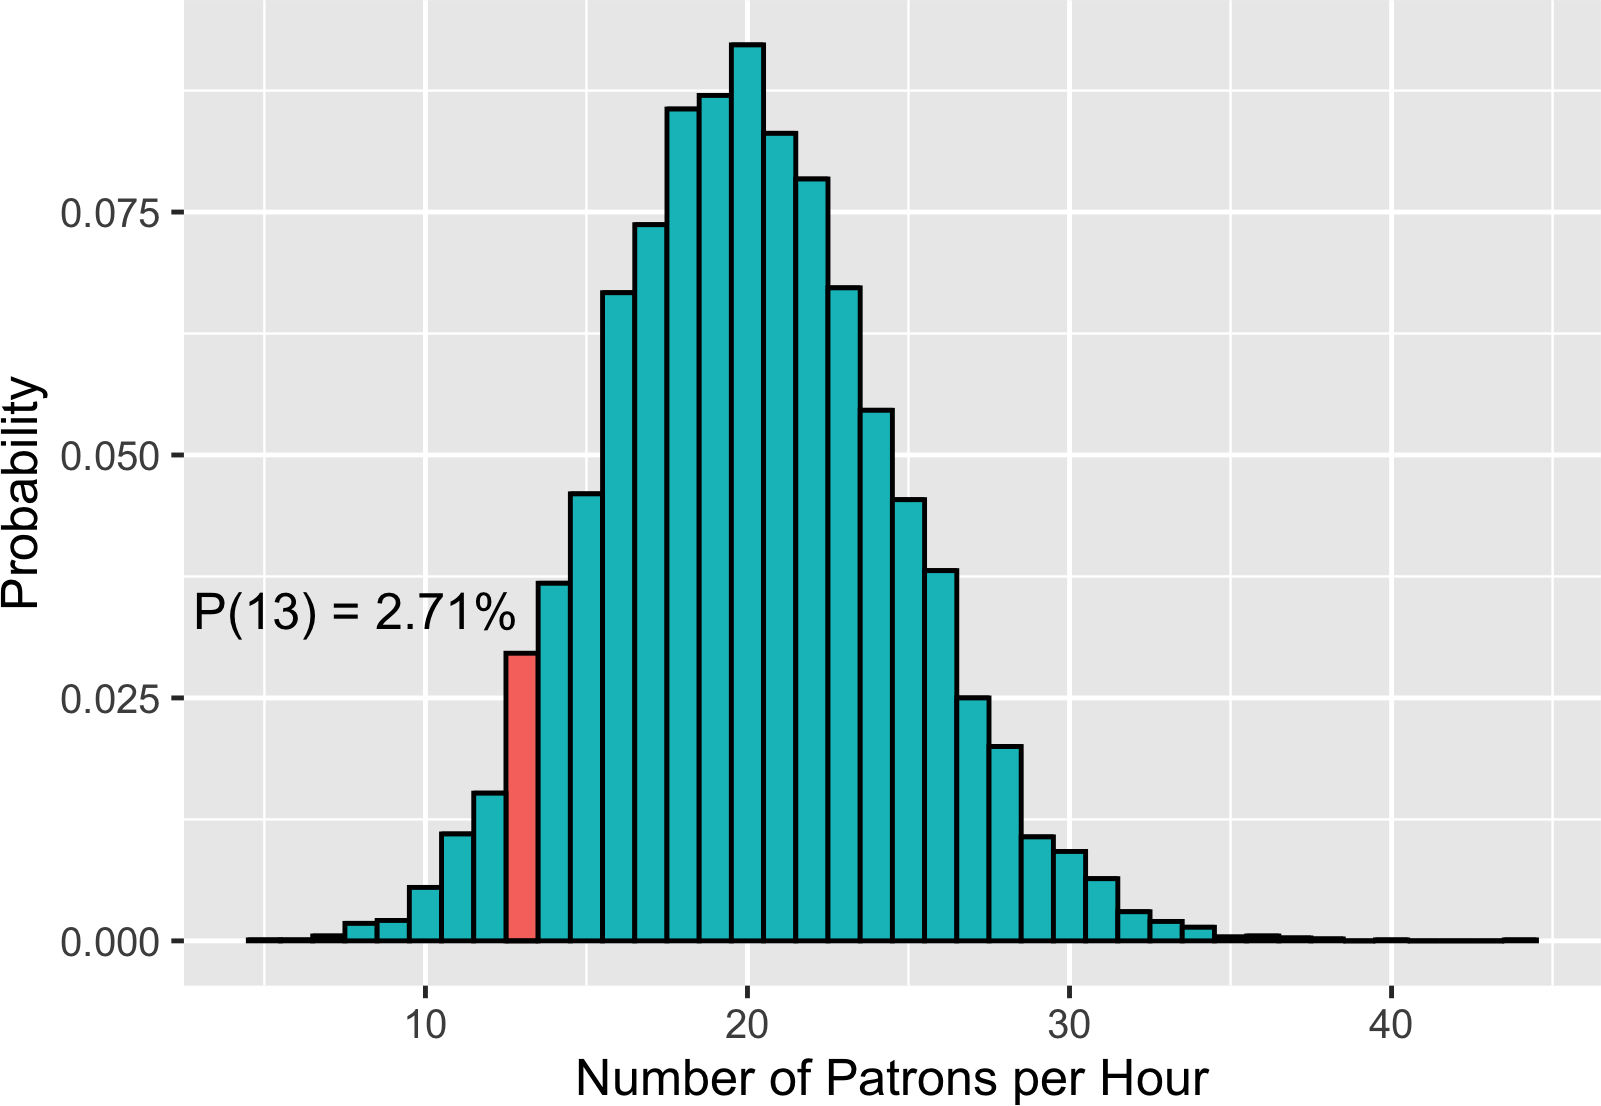 0.075
0.050
0.025
0.000
Probability
P(13) = 2.71%
10 20 30 40
Number of Patrons per Hour